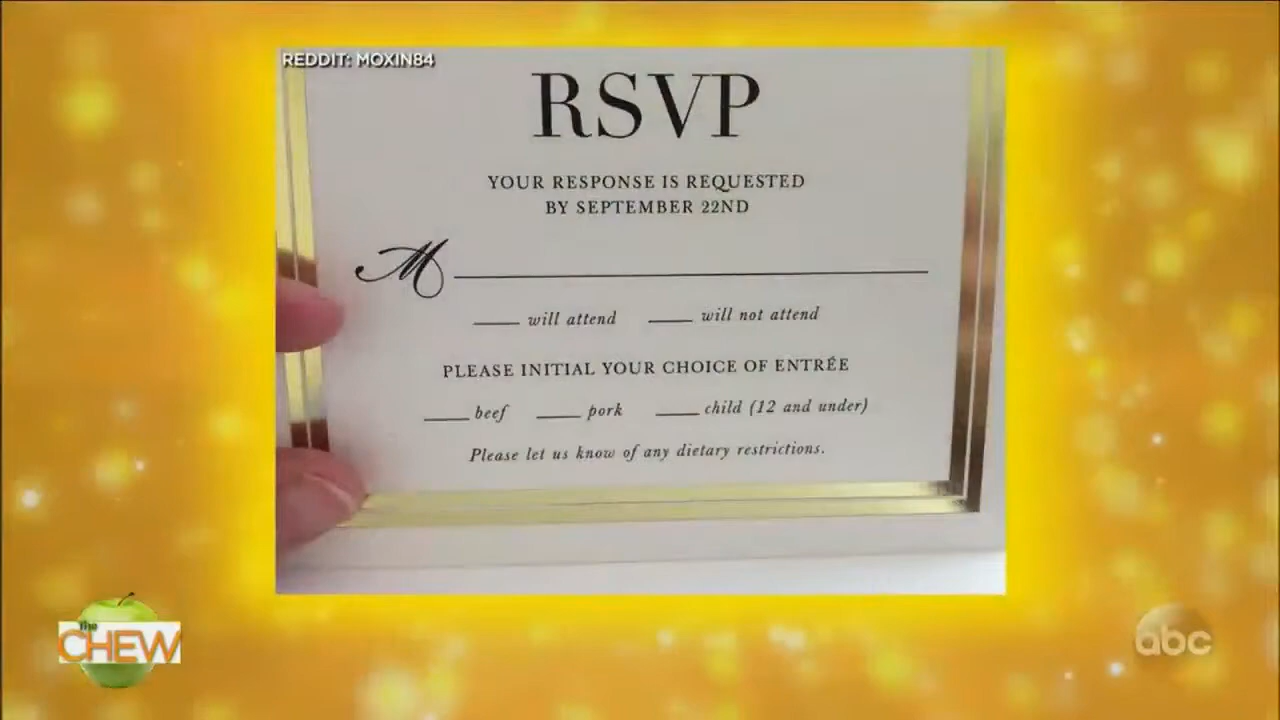 REDDIT: MOXIN84
RSVP
YOUR RESPONSE IS REQUESTED
BY SEPTEMBER 22ND
M
will attend will not attend
PLEASE INITIAL YOUR CHOICE OF ENTRÉE
beef pork child (12 and under)
Please let us know of any dietary restrictions.
the
CHEW
abc